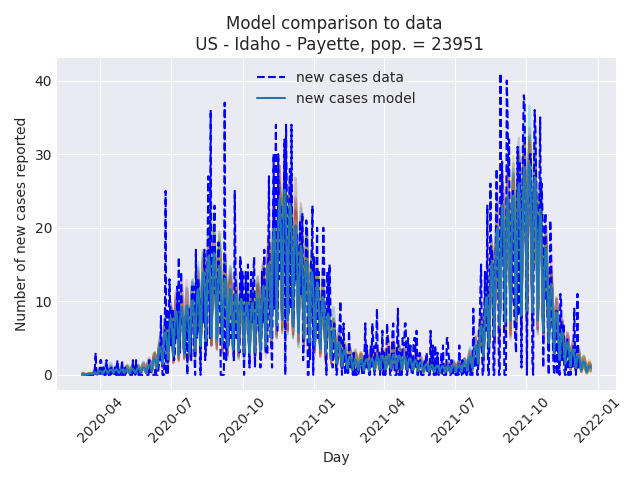 Model comparison to data
US - Idaho - Payette, pop. = 23951
new cases data
new cases model
Number of new cases reported
40
30
20
10
0
2020-04
2020-07
2020-10
2021-01
2021-04
2021-07
2021-10
2022-01
Day